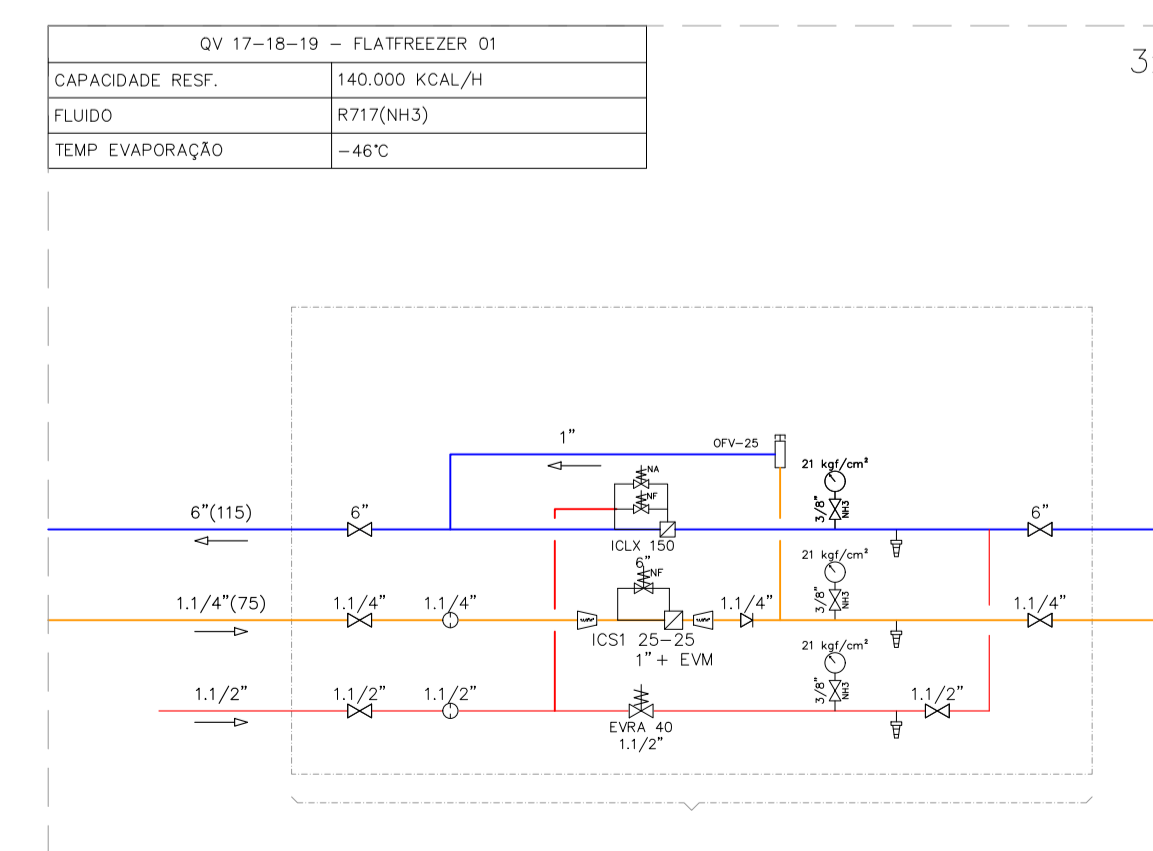 QV 17-18-19 - FLATFREEZER 01
CAPACIDADE RESF. 140.000 KCAL/H
FLUIDO R717(NH3)
TEMP EVAPORAÇÃO -46°C
1"
OFV-25
21 kgf/cm²
NA
NF
3/8"
NH3
6"(115)
6"
6"
ICLX 150
6"
NF
21 kgf/cm²
3/8"
NH3
1.1/4"(75)
1.1/4"
1.1/4"
1.1/4"
1.1/4"
ICS1 25-25
1" + EVM
21 kgf/cm²
3/8"
NH3
1.1/2"
1.1/2"
1.1/2"
1.1/2"
EVRA 40
1.1/2"